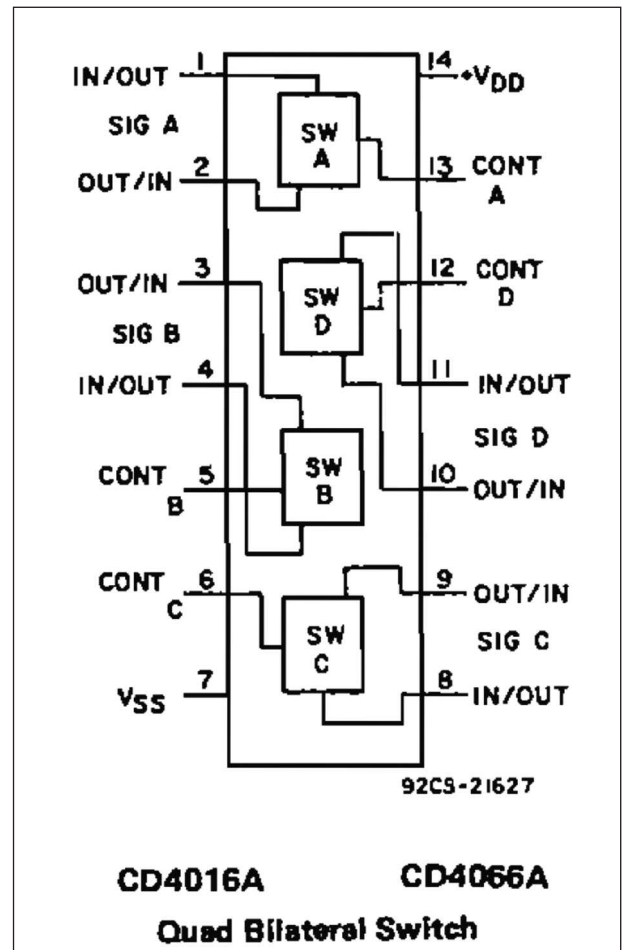 1
IN/OUT
SIG A
2
OUT/IN
SW
A
14
+VDD
13
CONT
A
3
OUT/IN
SIG B
4
IN/OUT
SW
D
12
CONT
D
11
IN/OUT
SIG D
10
OUT/IN
CONT
B
5
SW
B
CONT
C
6
SW
C
9
OUT/IN
SIG C
8
IN/OUT
7
VSS
92CS-21627
CD4016A CD4066A
Quad Bilateral Switch